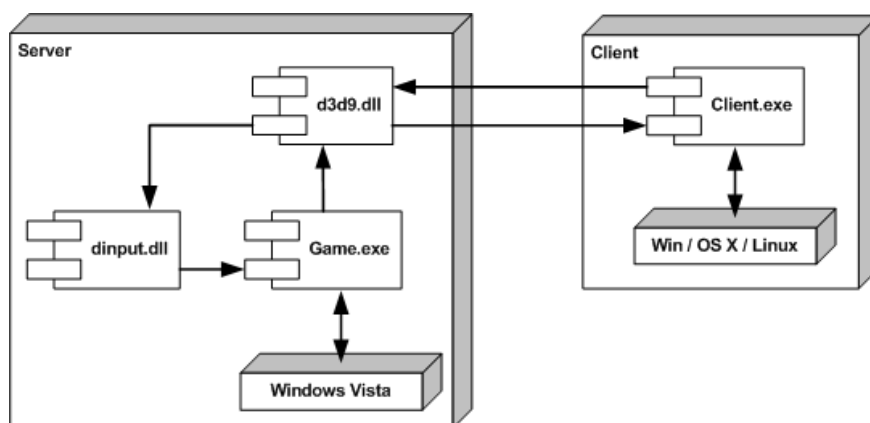 Server
Client
d3d9.dll
Client.exe
dinput.dll
Game.exe
Win / OS X / Linux
Windows Vista